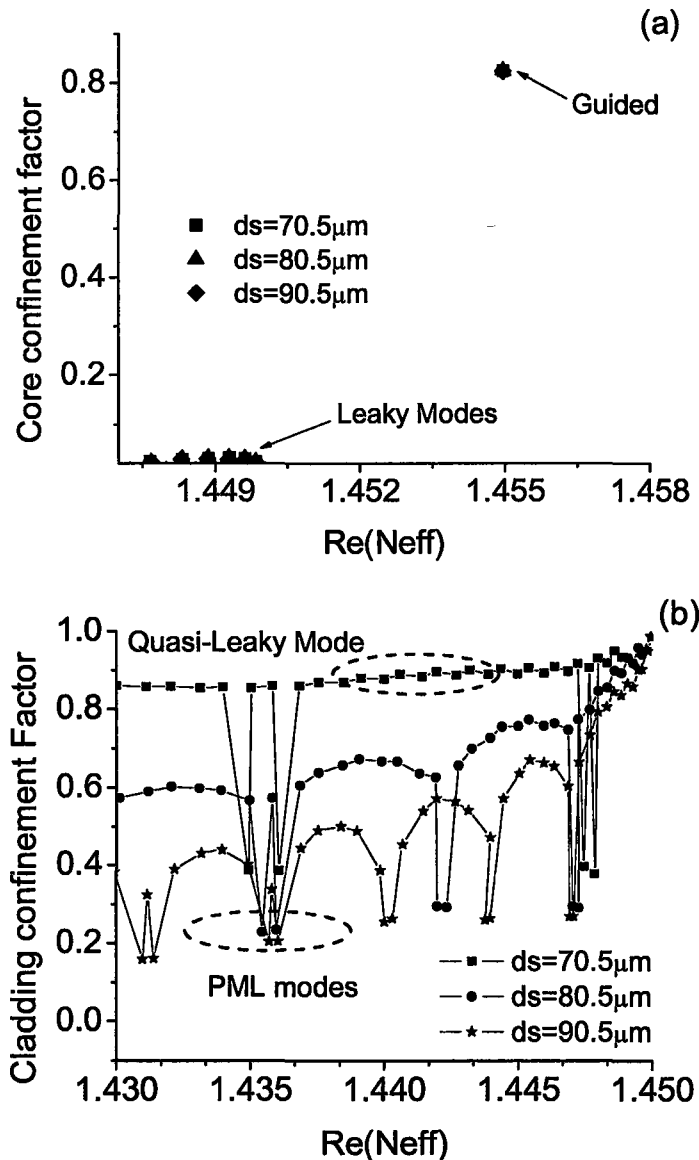 (a)
Core confinement factor
0.8
0.6
0.4
0.2
Guided
ds=70.5μm
ds=80.5μm
ds=90.5μm
Leaky Modes
1.449
1.452
1.455
1.458
Re(Neff)
(b)
Cladding confinement Factor
1.0
0.8
0.6
0.4
0.2
0.0
Quasi-Leaky Mode
PML modes
ds=70.5μm
ds=80.5μm
ds=90.5μm
1.430
1.435
1.440
1.445
1.450
Re(Neff)